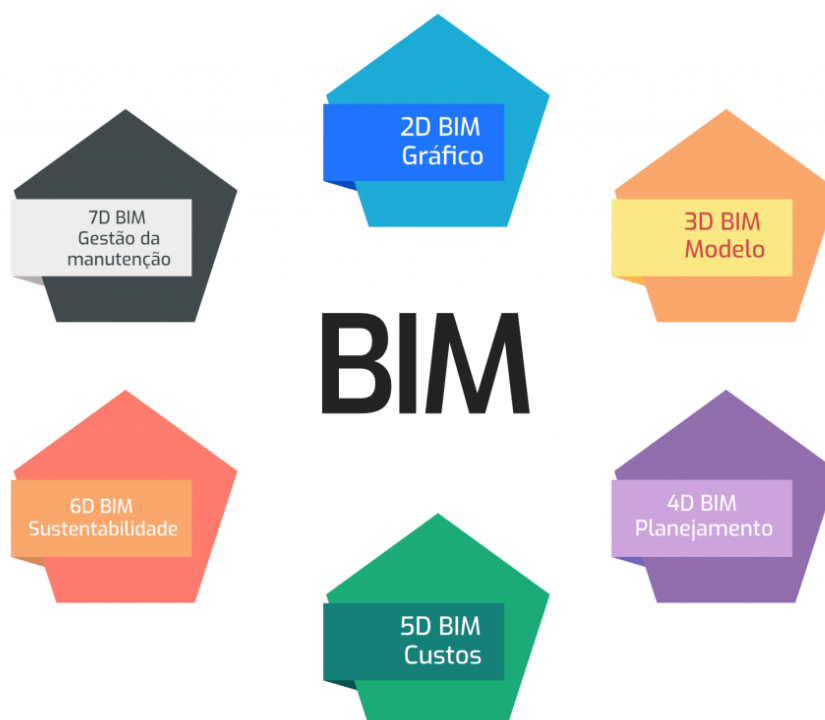 2D BIM
Gráfico
7D BIM
Gestão da
manutenção
3D BIM
Modelo
BIM
6D BIM
Sustentabilidade
4D BIM
Planejamento
5D BIM
Custos